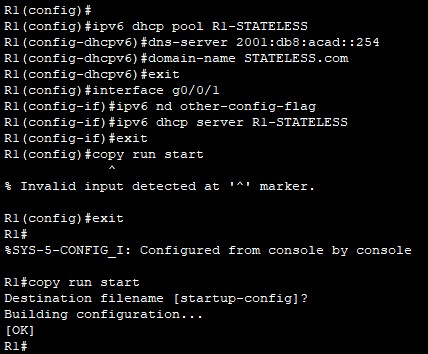 R1(config)#
R1(config)#ipv6 dhcp pool R1-STATELESS
R1(config-dhcpv6)#dns-server 2001:db8:acad::254
R1(config-dhcpv6)#domain-name STATELESS.com
R1(config-dhcpv6)#exit
R1(config)#interface g0/0/1
R1(config-if)#ipv6 nd other-config-flag
R1(config-if)#ipv6 dhcp server R1-STATELESS
R1(config-if)#exit
R1(config)#copy run start
^
% Invalid input detected at '^' marker.
R1(config)#exit
R1#
%SYS-5-CONFIG_I: Configured from console by console
R1#copy run start
Destination filename [startup-config]?
Building configuration...
[OK]
R1#